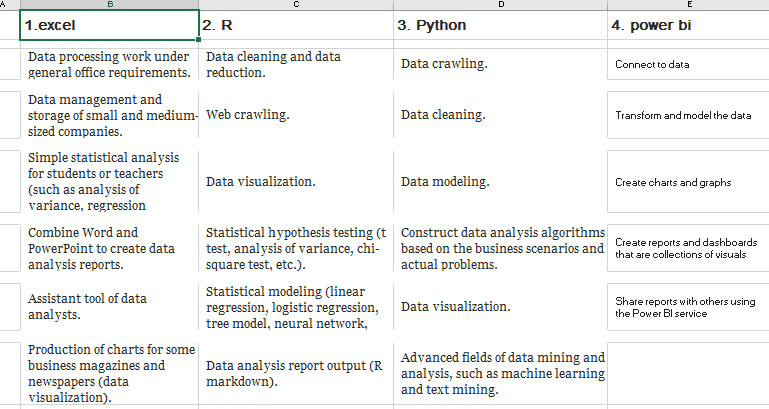 A B C D E
1.excel
2. R
3. Python
4. power bi
Data processing work under
general office requirements.
Data cleaning and data
reduction.
Data crawling.
Connect to data
Data management and
storage of small and medium-
sized companies.
Web crawling.
Data cleaning.
Transform and model the data
Simple statistical analysis
for students or teachers
(such as analysis of
variance, regression
Data visualization.
Data modeling.
Create charts and graphs
Combine Word and
PowerPoint to create data
analysis reports.
Statistical hypothesis testing (t
test, analysis of variance, chi-
square test, etc.).
Construct data analysis algorithms
based on the business scenarios and
actual problems.
Create reports and dashboards
that are collections of visuals
Assistant tool of data
analysts.
Statistical modeling (linear
regression, logistic regression,
tree model, neural network,
Data visualization.
Share reports with others using
the Power BI service
Production of charts for some
business magazines and
newspapers (data
visualization).
Data analysis report output (R
markdown).
Advanced fields of data mining and
analysis, such as machine learning
and text mining.